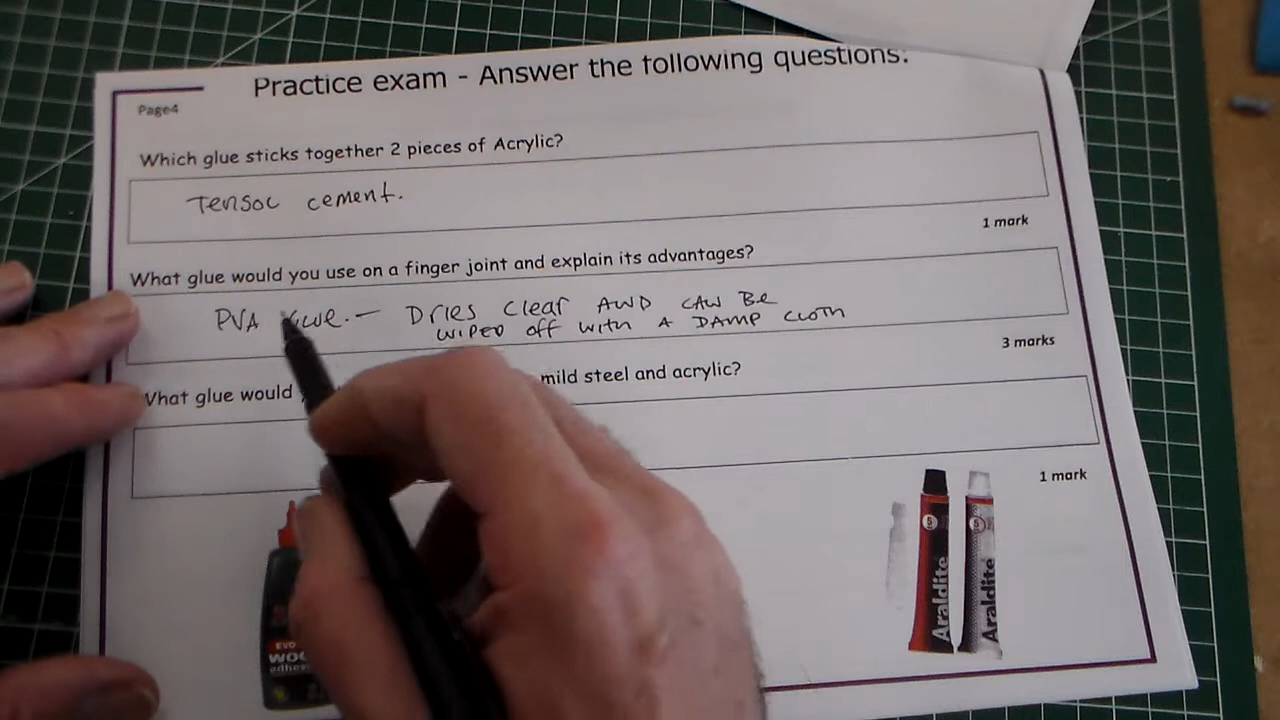 Practice exam - Answer the following questions:
Page4
Which glue sticks together 2 pieces of Acrylic?
Tensol cement.
1 mark
What glue would you use on a finger joint and explain its advantages?
PVA Glue. - Dries clear AND CAN BE
WIPED off with A DAMP CLOTH
3 marks
What glue would mild steel and acrylic?
1 mark
EVO
WOO
adhes
Araldite Araldite